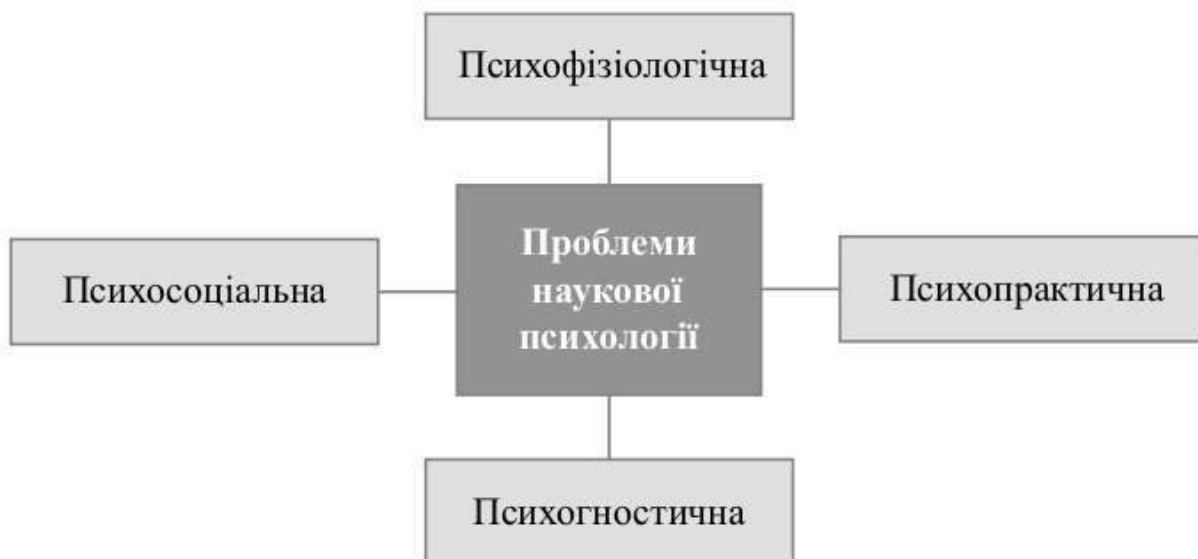 Психофізіологічна
Проблеми
наукової
психології
Психосоціальна
Психопрактична
Психогностична